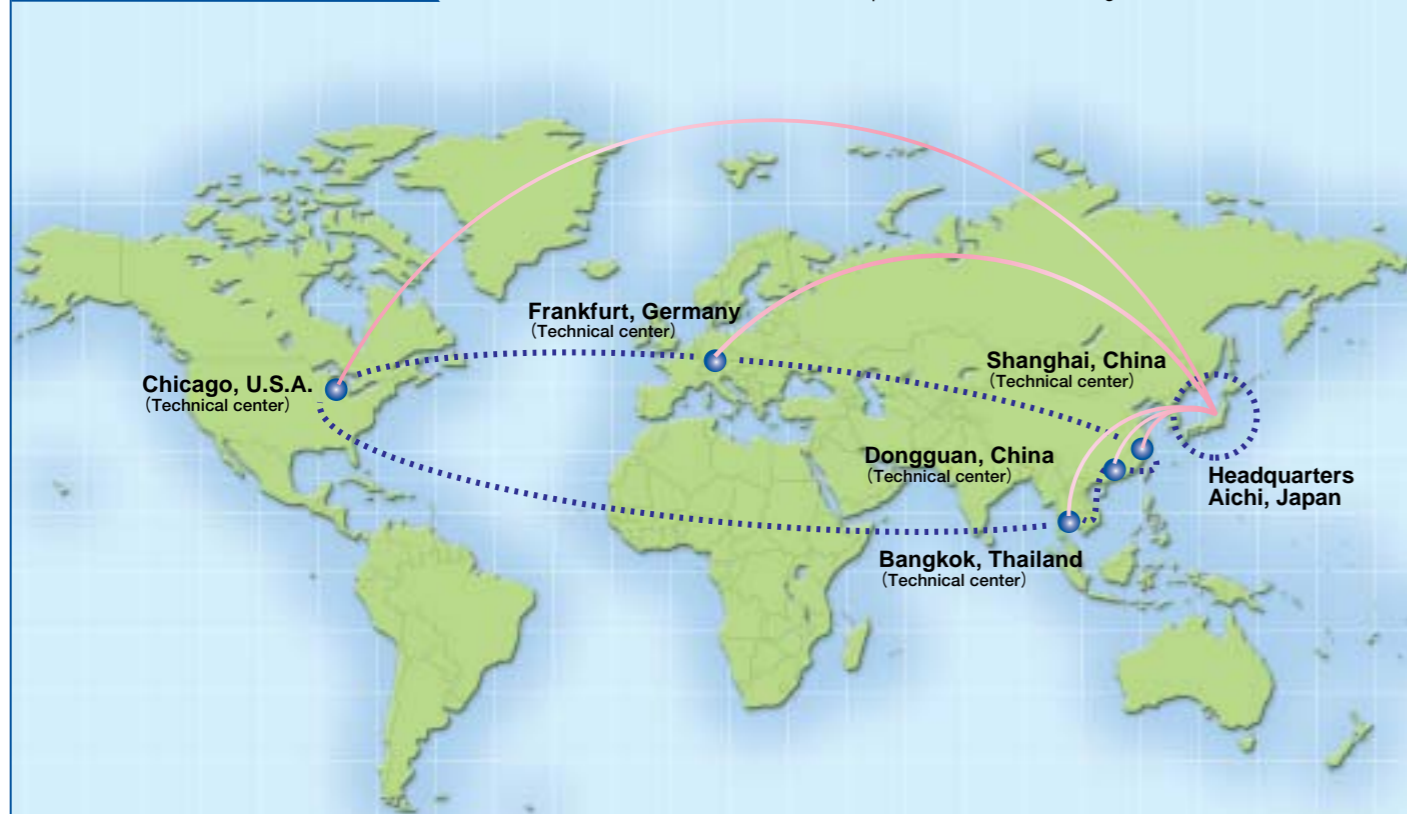 Frankfurt, Germany
（Technical center）
Shanghai, China
（Technical center）
Chicago, U.S.A.
（Technical center）
Dongguan, China
（Technical center）
Headquarters
Aichi, Japan
Bangkok, Thailand
（Technical center）